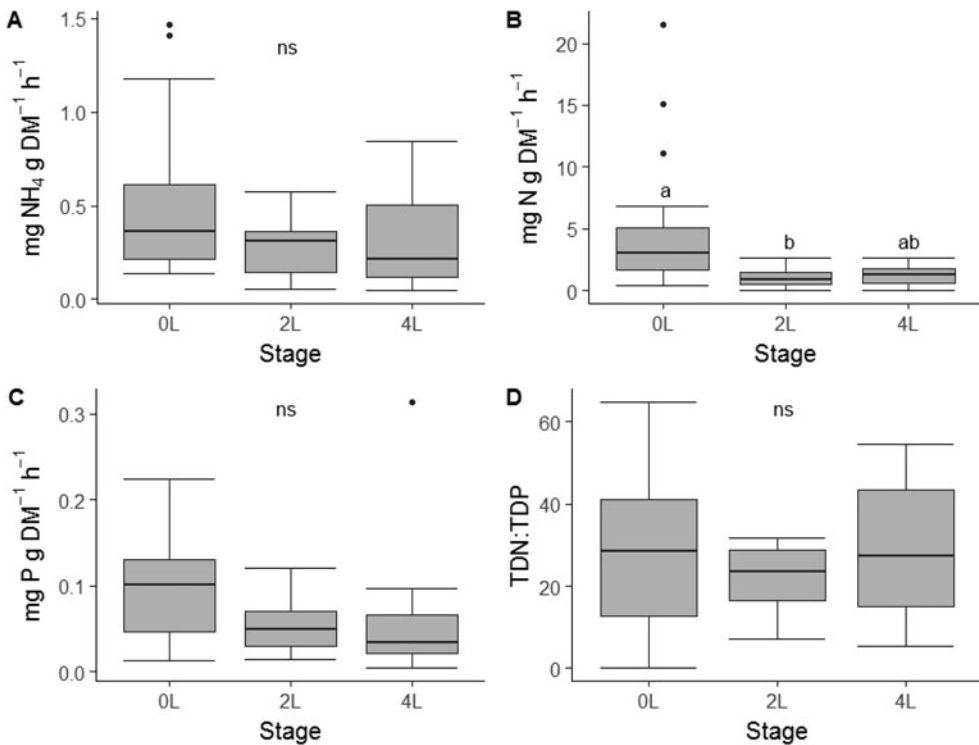 A
mg NH₄ g DM⁻¹ h⁻¹
1.5
1.0
0.5
0.0
ns
0L
2L
4L
Stage
B
mg N g DM⁻¹ h⁻¹
20
15
10
5
0
a
b
ab
0L
2L
4L
Stage
C
mg P g DM⁻¹ h⁻¹
0.3
0.2
0.1
0.0
ns
0L
2L
4L
Stage
D
TDN:TDP
60
40
20
0
ns
0L
2L
4L
Stage